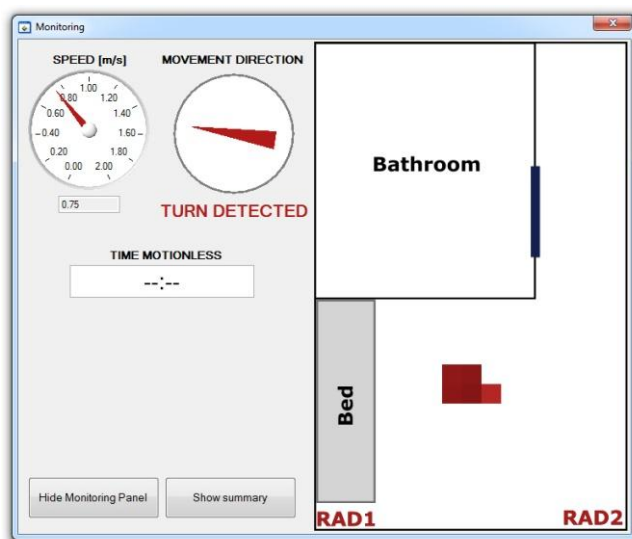 Monitoring
SPEED [m/s]
MOVEMENT DIRECTION
1.00
0.80
1.20
0.60
1.40
0.40
1.60
0.20
1.80
0.00
2.00
0.75
TURN DETECTED
TIME MOTIONLESS
--:--
Hide Monitoring Panel
Show summary
Bathroom
Bed
RAD1
RAD2